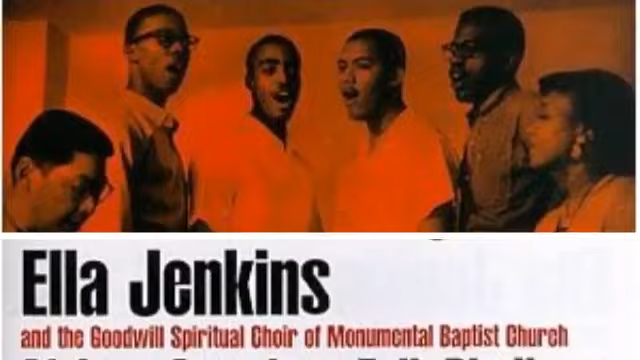 Ella Jenkins
and the Goodwill Spiritual Choir of Monumental Baptist Church